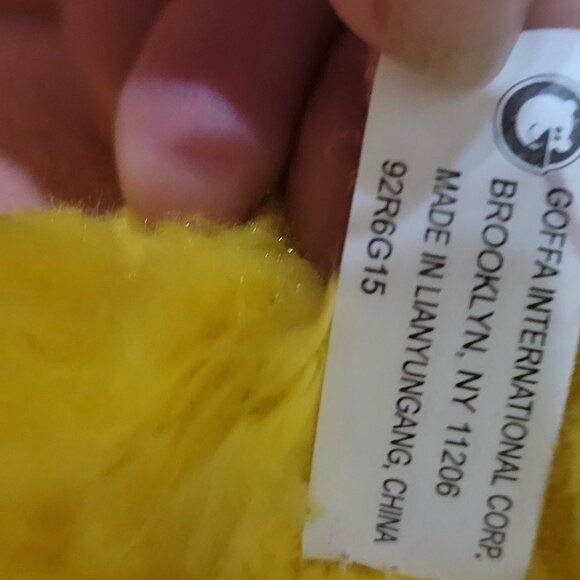 GOFFA INTERNATIONAL CORP.
BROOKLYN, NY 11206
MADE IN LIANYUNGANG, CHINA
92R6G15